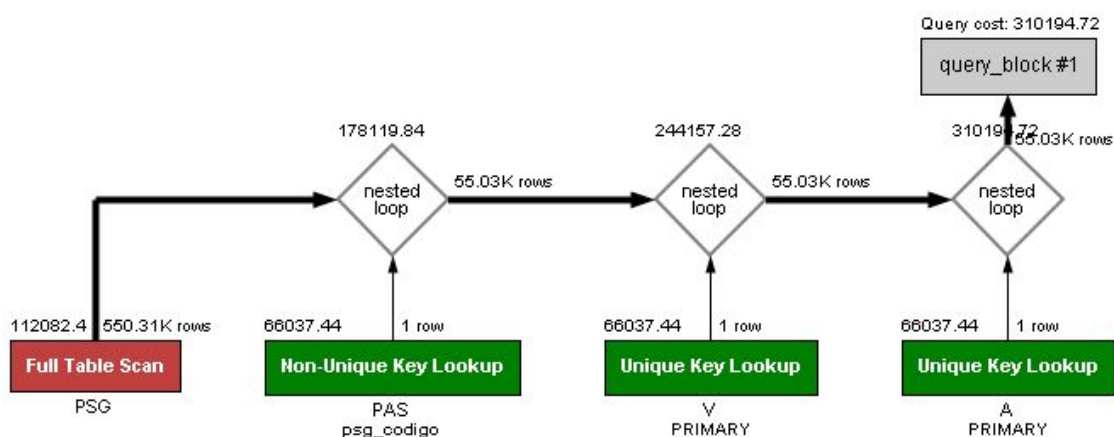 Query cost: 310194.72
query_block #1
178119.84
244157.28
310194.72
55.03K rows
nested
loop
55.03K rows
nested
loop
55.03K rows
nested
loop
112082.4
550.31K rows
66037.44
1 row
66037.44
1 row
66037.44
1 row
Full Table Scan
Non-Unique Key Lookup
Unique Key Lookup
Unique Key Lookup
PSG
PAS
psg_codigo
V
PRIMARY
A
PRIMARY